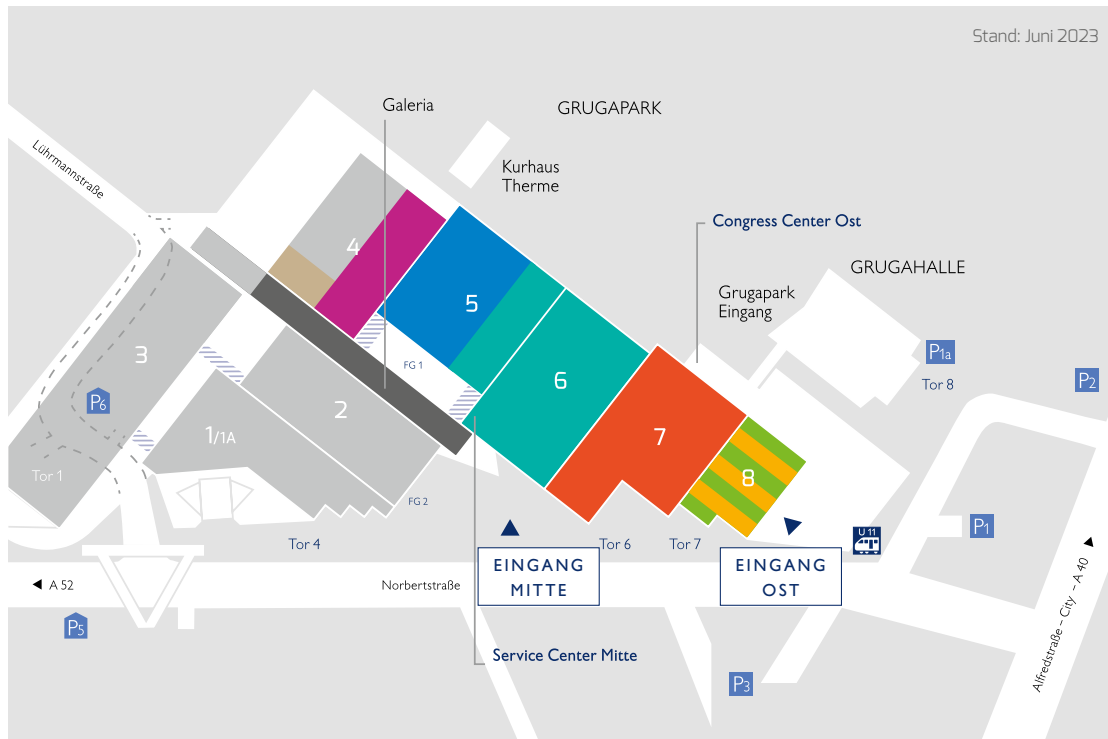 Stand: Juni 2023
Galeria
GRUGAPARK
Kurhaus
Therme
Lührmannstraße
Congress Center Ost
GRUGAHALLE
Grugapark
Eingang
4
5
3
FG 1
6
2
P1a
Tor 8
P2
P6
1/1A
7
Tor 1
8
FG 2
P1
U 11
Tor 4
Tor 6
Tor 7
EINGANG
MITTE
EINGANG
OST
A 52
Norbertstraße
P5
Service Center Mitte
P3
Alfredstraße – City – A 40